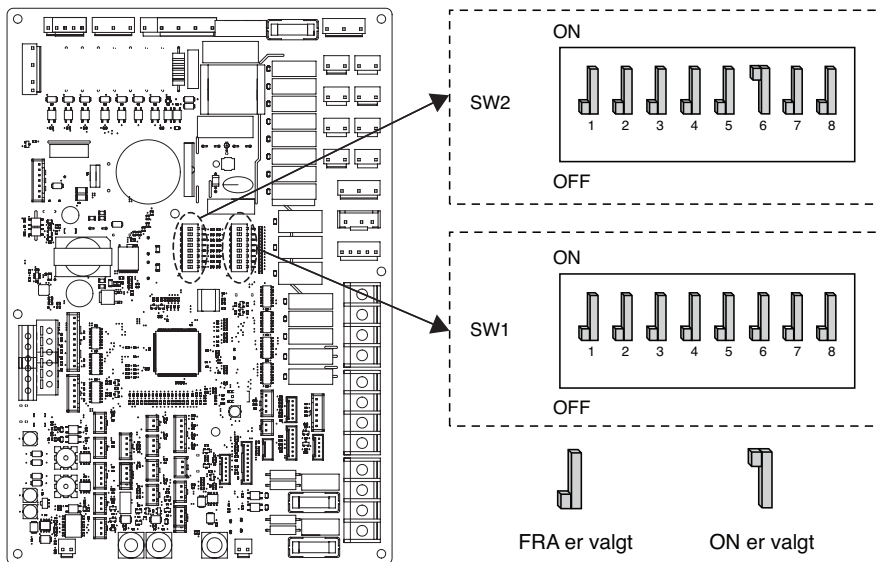 ON
SW2
1 2 3 4 5 6 7 8
OFF
ON
SW1
1 2 3 4 5 6 7 8
OFF
FRA er valgt
ON er valgt